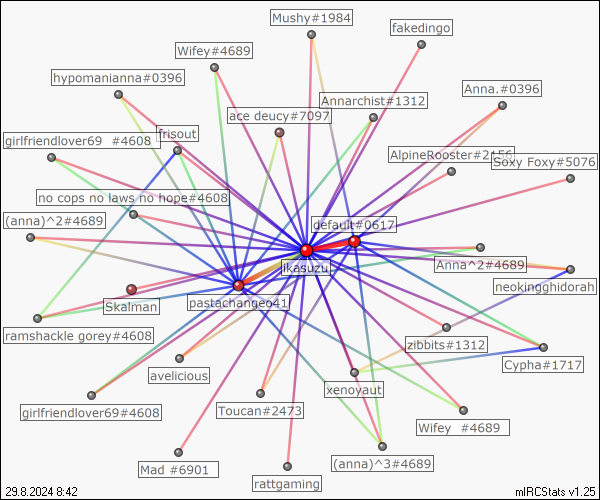 Mushy#1984
fakedingo
Wifey#4689
hypomanianna#0396
Anna.#0396
Annarchist#1312
ace deucy#7097
frisout
girlfriendlover69 #4608
AlpineRooster#2156
Soxy Foxy#5076
no cops no laws no hope#4608
(anna)^2#4689
default#0617
Anna^2#4689
ikasuzu
neokingghidorah
pastachangeo41
Skalman
ramshackle gorey#4608
zibbits#1312
Cypha#1717
avelicious
xenoyaut
girlfriendlover69#4608
Toucan#2473
Wifey #4689
(anna)^3#4689
Mad #6901
rattgaming
29.8.2024 8:42
mIRCStats v1.25